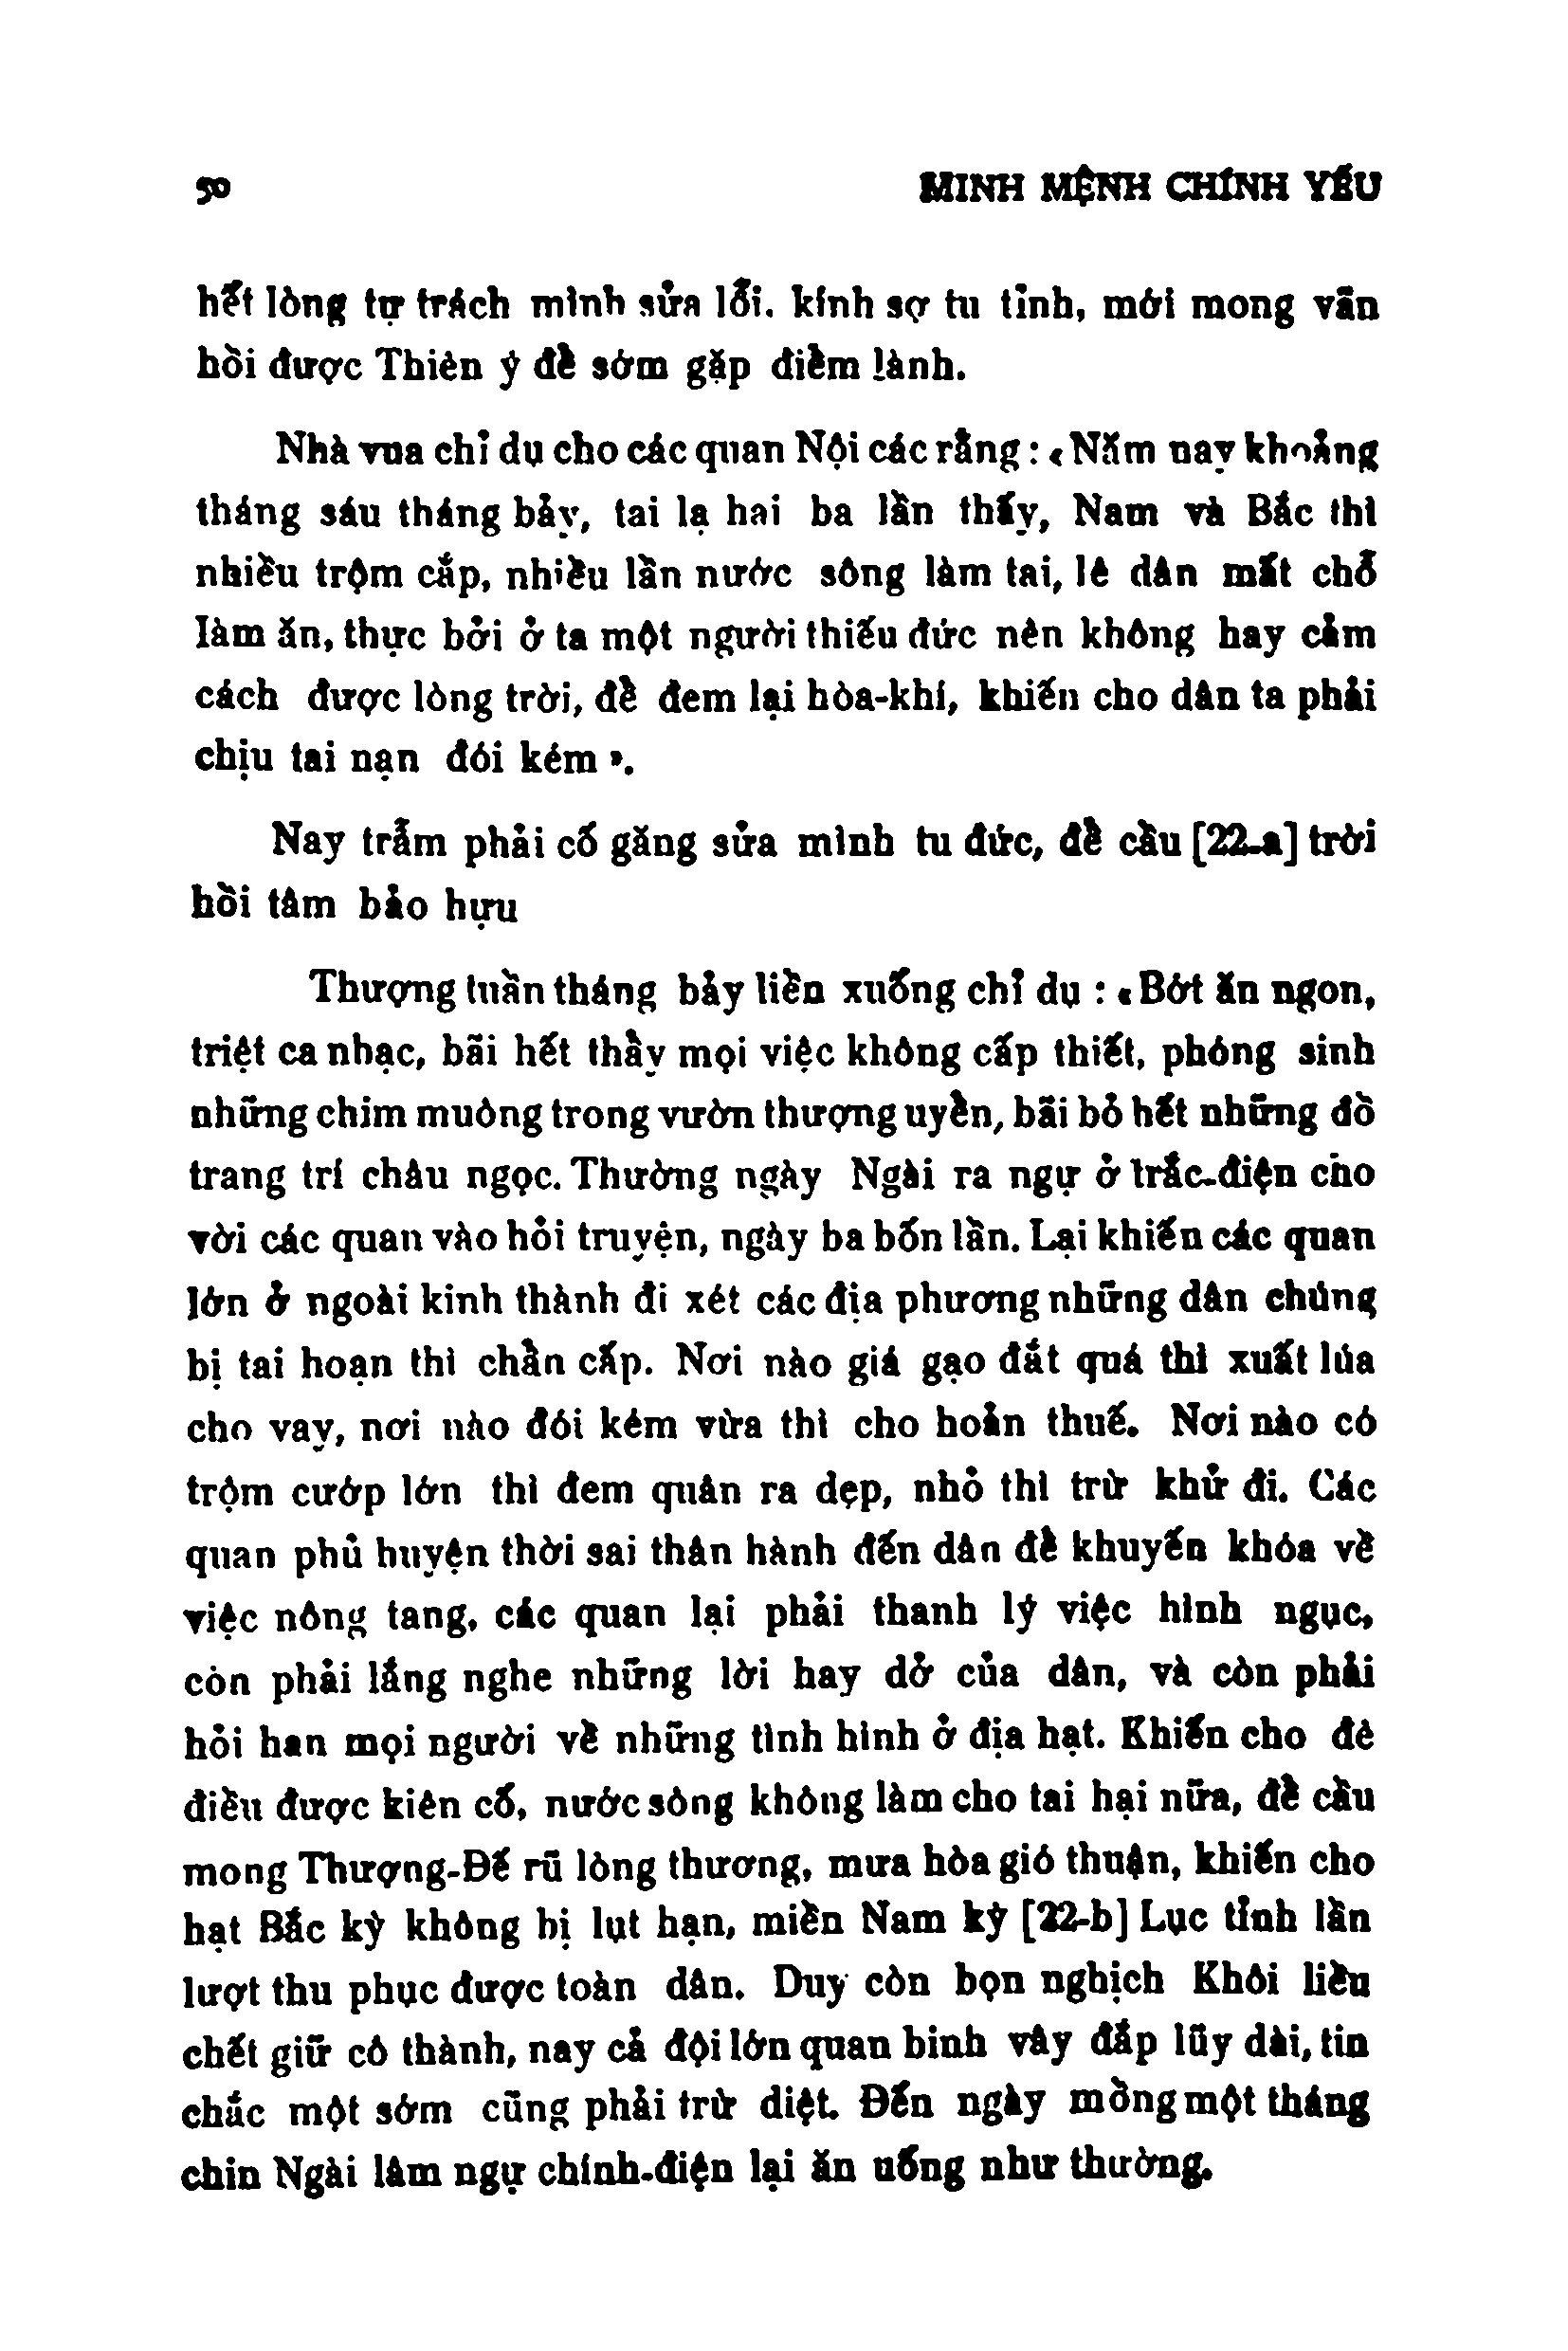 50
MINH MỆNH CHÍNH YẾU
hết lòng tự trách mình sửa lỗi. kính sợ tu tỉnh, mới mong vãn
hồi được Thiên ý để sớm gặp điềm lành.
Nhà vua chỉ dụ cho các quan Nội các rằng : «Năm nay khoảng
tháng sáu tháng bảy, tai lạ hai ba lần thấy, Nam và Bắc thì
nhiều trộm cắp, nhiều lần nước sông làm tai, lê dân mất chỗ
làm ăn, thực bởi ở ta một người thiếu đức nên không hay cảm
cách được lòng trời, để đem lại hòa-khí, khiến cho dân ta phải
chịu tai nạn đói kém ».
Nay trẫm phải cố gắng sửa mình tu đức, để cầu [22-a] trời
hồi tâm bảo hựu
Thượng tuần tháng bảy liền xuống chỉ dụ : «Bớt ăn ngon,
triệt ca nhạc, bãi hết thảy mọi việc không cấp thiết, phóng sinh
những chim muông trong vườn thượng uyển, bãi bỏ hết những đồ
trang trí châu ngọc. Thường ngày Ngài ra ngự ở trắc-điện cho
vời các quan vào hỏi truyện, ngày ba bốn lần. Lại khiến các quan
lớn ở ngoài kinh thành đi xét các địa phương những dân chúng
bị tai hoạn thì chẩn cấp. Nơi nào giá gạo đắt quá thì xuất lúa
cho vay, nơi nào đói kém vừa thì cho hoãn thuế. Nơi nào có
trộm cướp lớn thì đem quân ra dẹp, nhỏ thì trừ khử đi. Các
quan phủ huyện thời sai thân hành đến dân để khuyến khóa về
việc nông tang, các quan lại phải thanh lý việc hình ngục,
còn phải lắng nghe những lời hay dở của dân, và còn phải
hỏi han mọi người về những tình hình ở địa hạt. Khiến cho đê
điều được kiên cố, nước sông không làm cho tai hại nữa, để cầu
mong Thượng-Đế rũ lòng thương, mưa hòa gió thuận, khiến cho
hạt Bắc kỳ không bị lụt hạn, miền Nam kỳ [22-b] Lục tỉnh lần
lượt thu phục được toàn dân. Duy còn bọn nghịch Khôi liều
chết giữ cô thành, nay cả đội lớn quan binh vây đắp lũy dài, tin
chắc một sớm cũng phải trừ diệt. Đến ngày mồng một tháng
chín Ngài lâm ngự chính-điện lại ăn uống như thường.